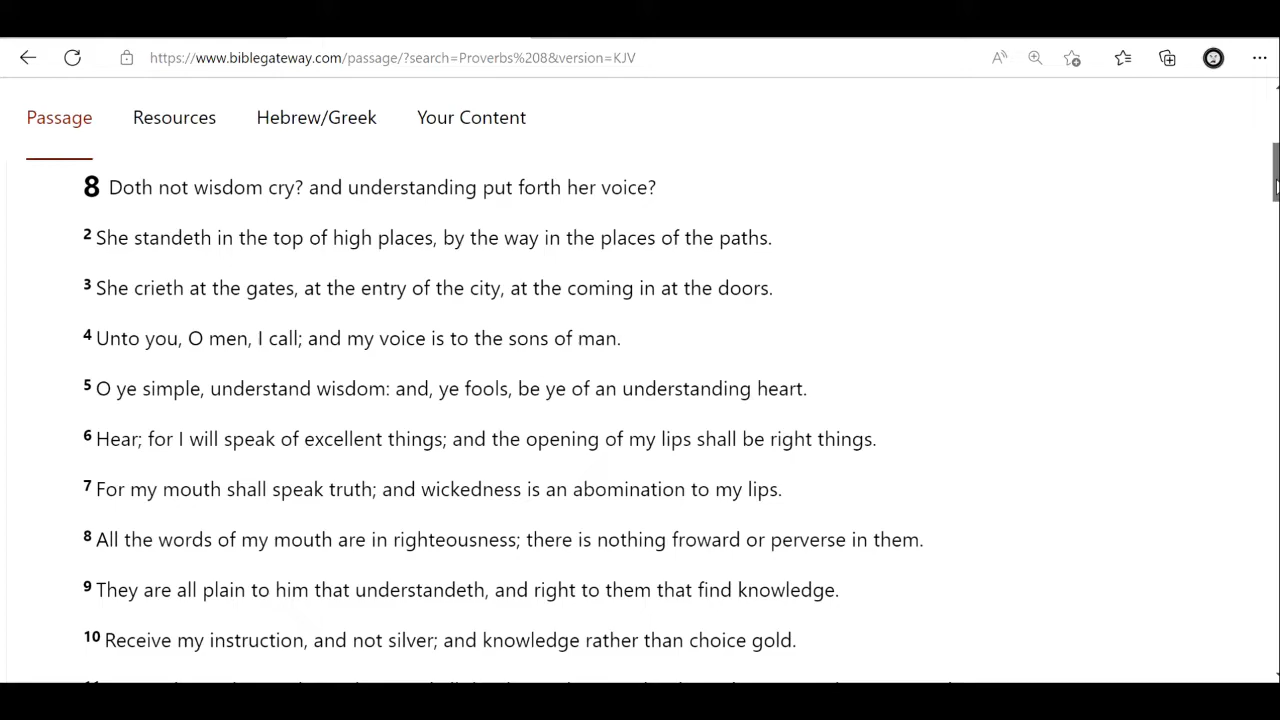 https://www.biblegateway.com/passage/?search=Proverbs%208&version=KJV
Passage Resources Hebrew/Greek Your Content
8 Doth not wisdom cry? and understanding put forth her voice?
2 She standeth in the top of high places, by the way in the places of the paths.
3 She crieth at the gates, at the entry of the city, at the coming in at the doors.
4 Unto you, O men, I call; and my voice is to the sons of man.
5 O ye simple, understand wisdom: and, ye fools, be ye of an understanding heart.
6 Hear; for I will speak of excellent things; and the opening of my lips shall be right things.
7 For my mouth shall speak truth; and wickedness is an abomination to my lips.
8 All the words of my mouth are in righteousness; there is nothing froward or perverse in them.
9 They are all plain to him that understandeth, and right to them that find knowledge.
10 Receive my instruction, and not silver; and knowledge rather than choice gold.